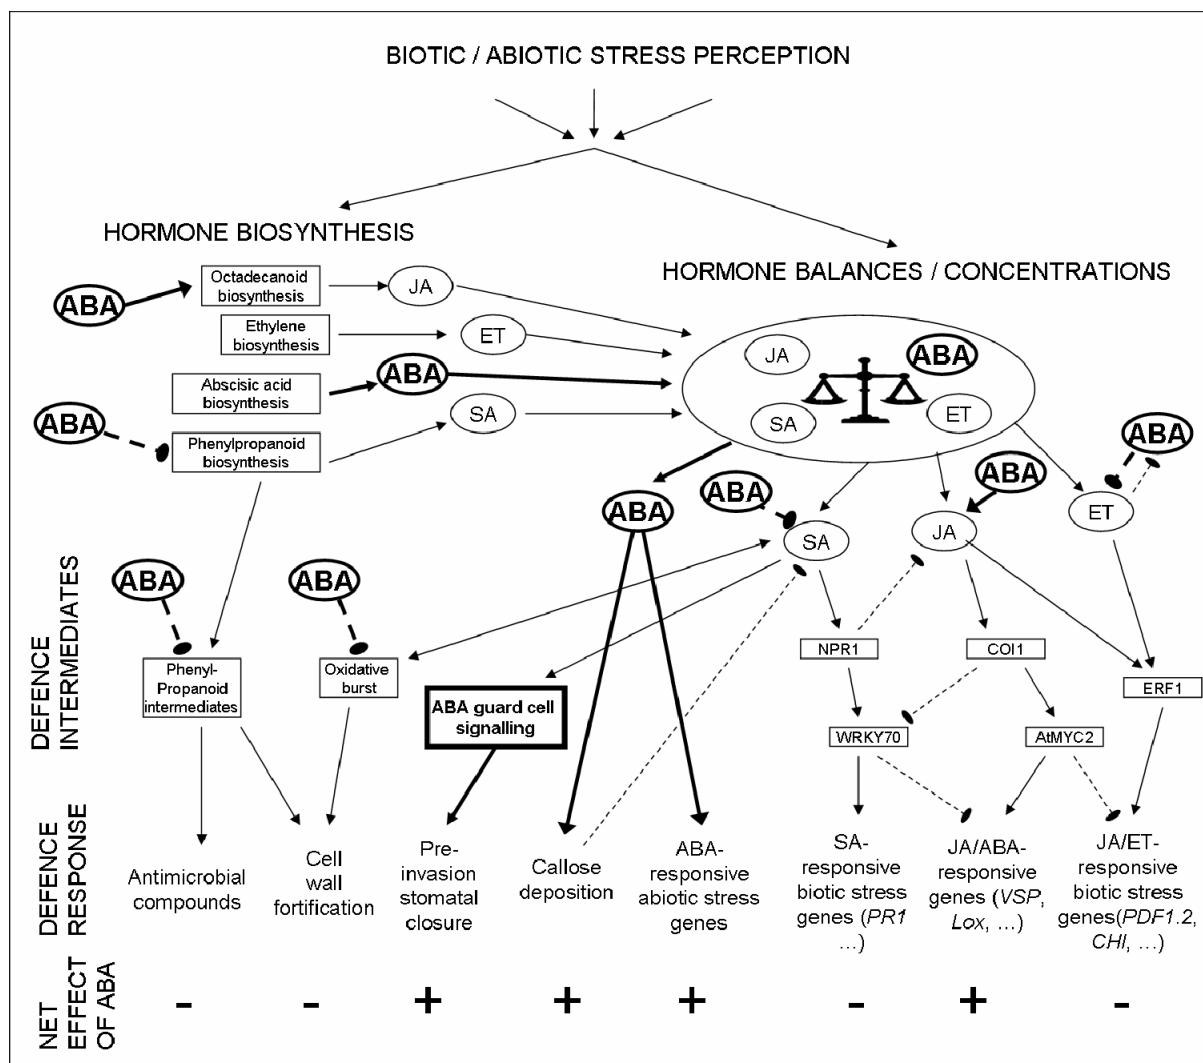 BIOTIC / ABIOTIC STRESS PERCEPTION
HORMONE BIOSYNTHESIS
HORMONE BALANCES / CONCENTRATIONS
ABA
Octadecanoid
biosynthesis
JA
Ethylene
biosynthesis
ET
Abscisic acid
biosynthesis
ABA
ABA
Phenylpropanoid
biosynthesis
SA
JA
ABA
SA
ET
ABA
ABA
ABA
ABA
SA
JA
ET
DEFENCE
INTERMEDIATES
ABA
ABA
Phenyl-
Propanoid
intermediates
Oxidative
burst
ABA guard cell
signalling
NPR1
COI1
ERF1
WRKY70
AtMYC2
DEFENCE
RESPONSE
Antimicrobial
compounds
Cell
wall
fortification
Pre-
invasion
stomatal
closure
Callose
deposition
ABA-
responsive
abiotic stress
genes
SA-
responsive
biotic stress
genes (PR1
...)
JA/ABA-
responsive
genes (VSP,
Lox, ...)
JA/ET-
responsive
biotic stress
genes(PDF1.2,
CHI, ...)
NET
EFFECT
OF ABA
- - + + + - + -